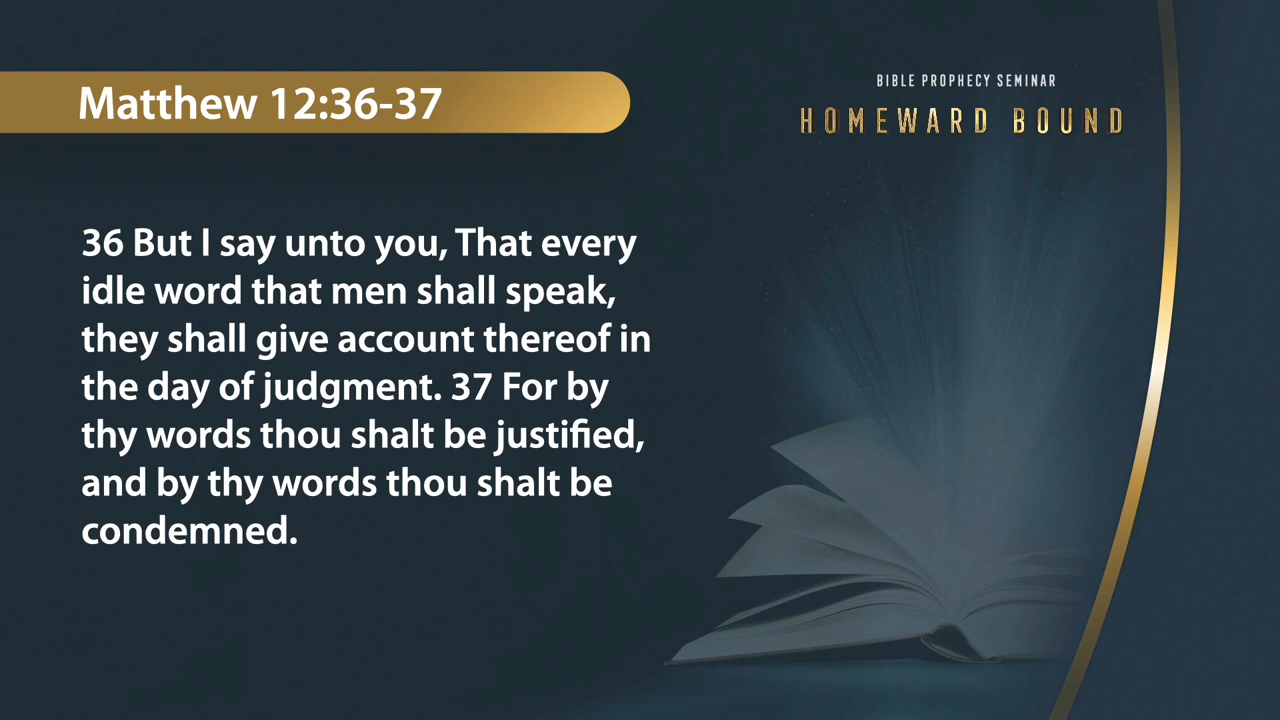 Matthew 12:36-37
BIBLE PROPHECY SEMINAR
HOMEWARD BOUND
36 But I say unto you, That every
idle word that men shall speak,
they shall give account thereof in
the day of judgment. 37 For by
thy words thou shalt be justified,
and by thy words thou shalt be
condemned.